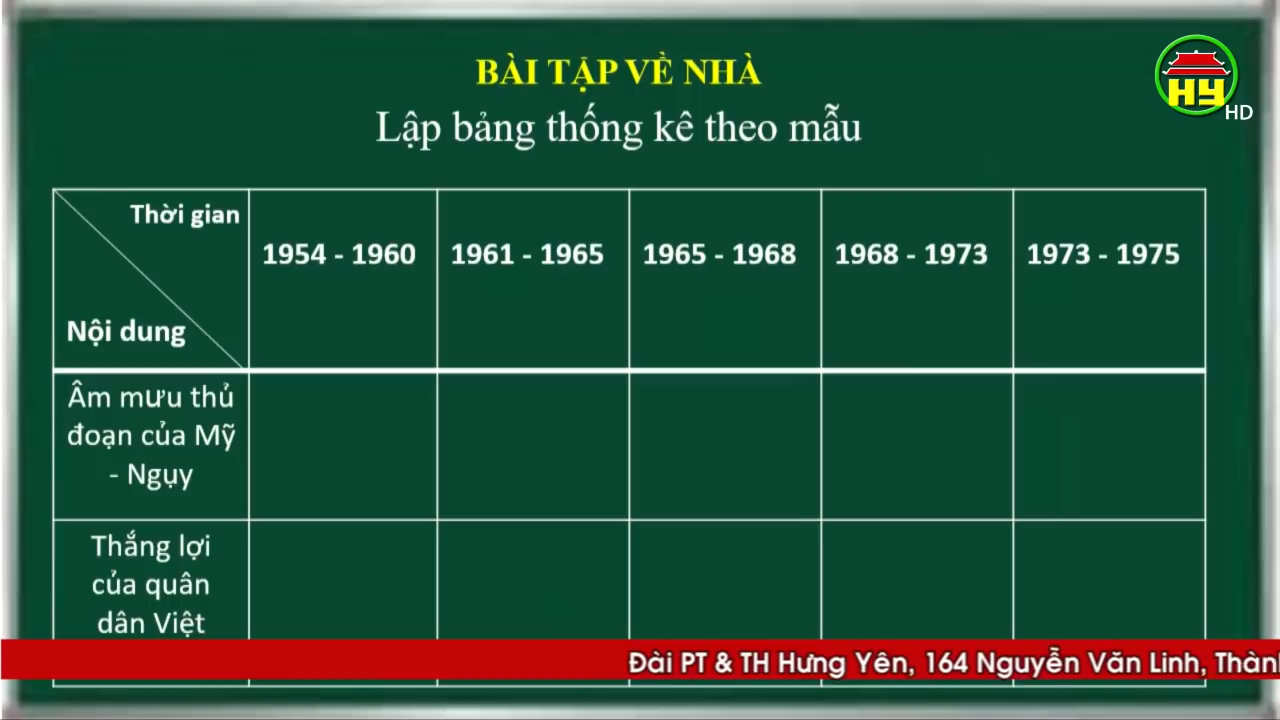 BÀI TẬP VỀ NHÀ
HY
HD
Lập bảng thống kê theo mẫu
Thời gian
Nội dung
1954 - 1960
1961 - 1965
1965 - 1968
1968 - 1973
1973 - 1975
Âm mưu thủ
đoạn của Mỹ
- Ngụy
Thắng lợi
của quân
dân Việt
Đài PT & TH Hưng Yên, 164 Nguyễn Văn Linh, Thàn